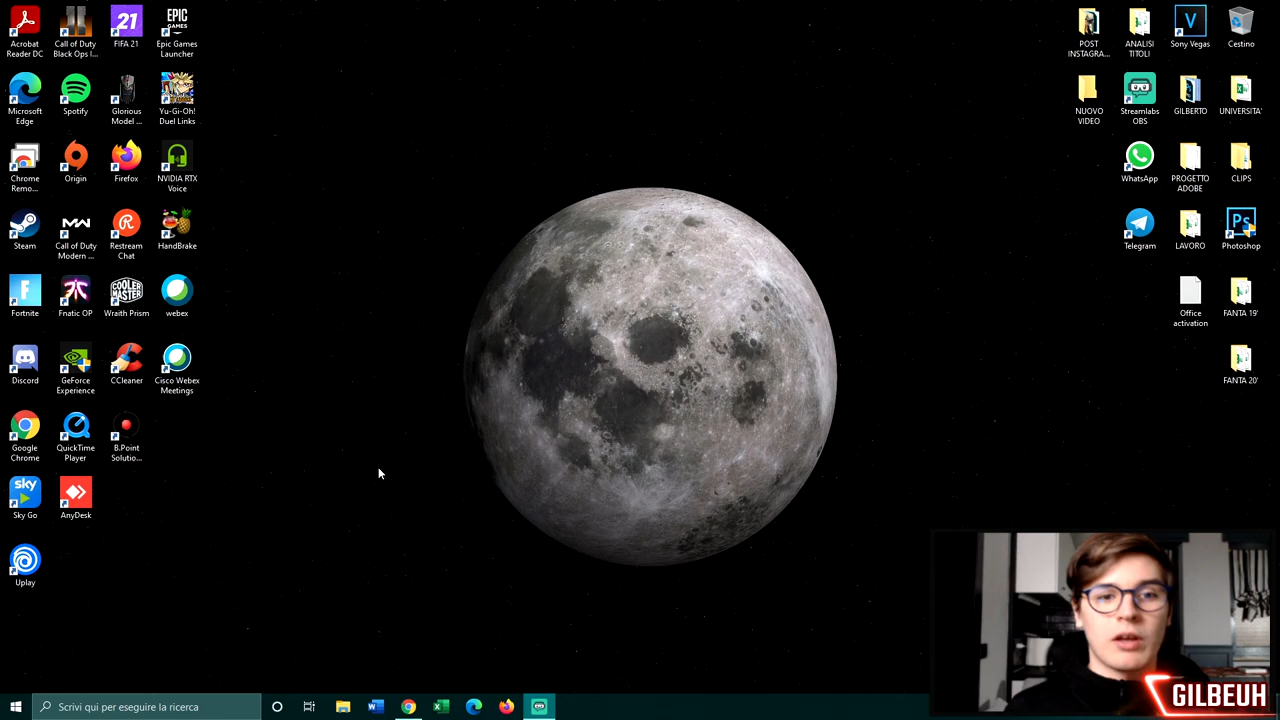 Acrobat
Reader DC
Call of Duty
Black Ops I...
21
FIFA 21
EPIC
GAMES
Epic Games
Launcher
Microsoft
Edge
Spotify
Glorious
Model ...
Yu-Gi-Oh!
Duel Links
Chrome
Remo...
Origin
Firefox
NVIDIA RTX
Voice
Steam
MW
Call of Duty
Modern ...
Restream
Chat
HandBrake
Fortnite
Fnatic OP
COOLER
MASTER
Wraith Prism
webex
Discord
GeForce
Experience
CCleaner
Cisco Webex
Meetings
Google
Chrome
QuickTime
Player
B.Point
Solutio...
sky
Sky Go
AnyDesk
Uplay
POST
INSTAGRA...
ANALISI
TITOLI
V
Sony Vegas
Cestino
NUOVO
VIDEO
Streamlabs
OBS
GILBERTO
UNIVERSITA'
WhatsApp
PROGETTO
ADOBE
CLIPS
Telegram
LAVORO
Ps
Photoshop
Office
activation
FANTA 19'
FANTA 20'
GILBEUH
Scrivi qui per eseguire la ricerca